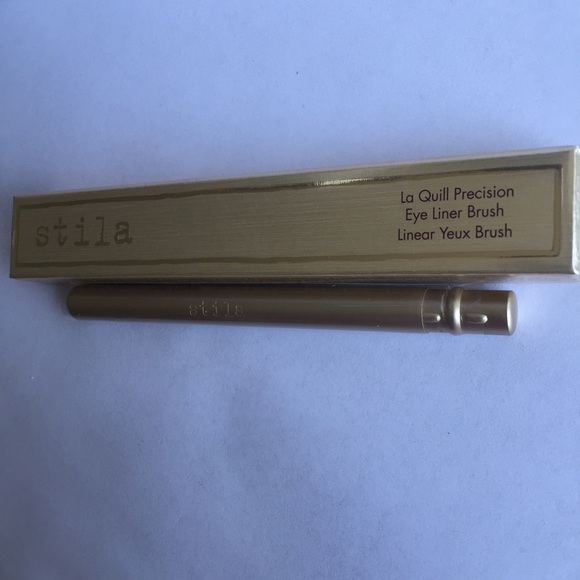 stila
La Quill Precision
Eye Liner Brush
Linear Yeux Brush
stila